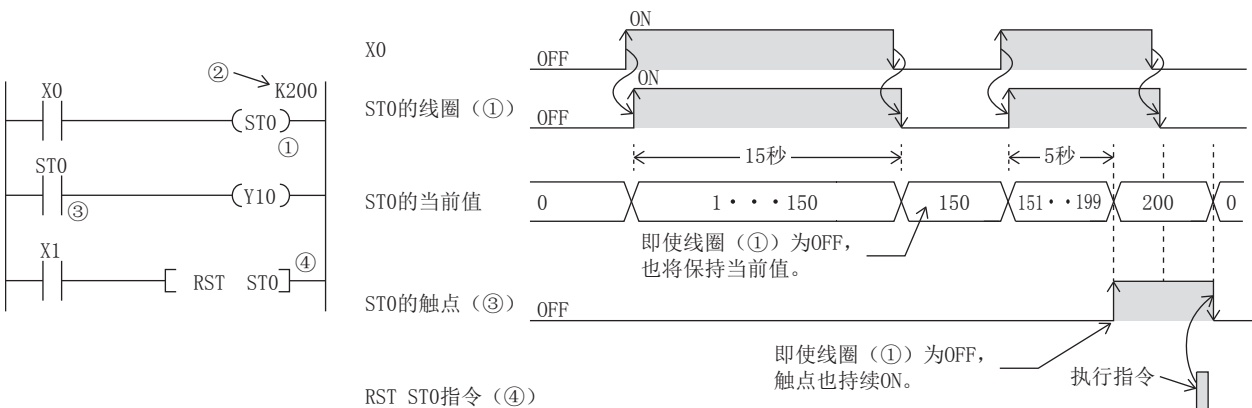 ②
K200
X0
ST0
①
ST0
Y10
③
X1
④
RST ST0
X0
OFF
ON
ST0的线圈（①）
OFF
ON
15秒
5秒
ST0的当前值
0
1・・・150
150
151・・199
200
0
即使线圈（①）为OFF，
也将保持当前值。
ST0的触点（③）
OFF
即使线圈（①）为OFF，
触点也持续ON。
执行指令
RST ST0指令（④）